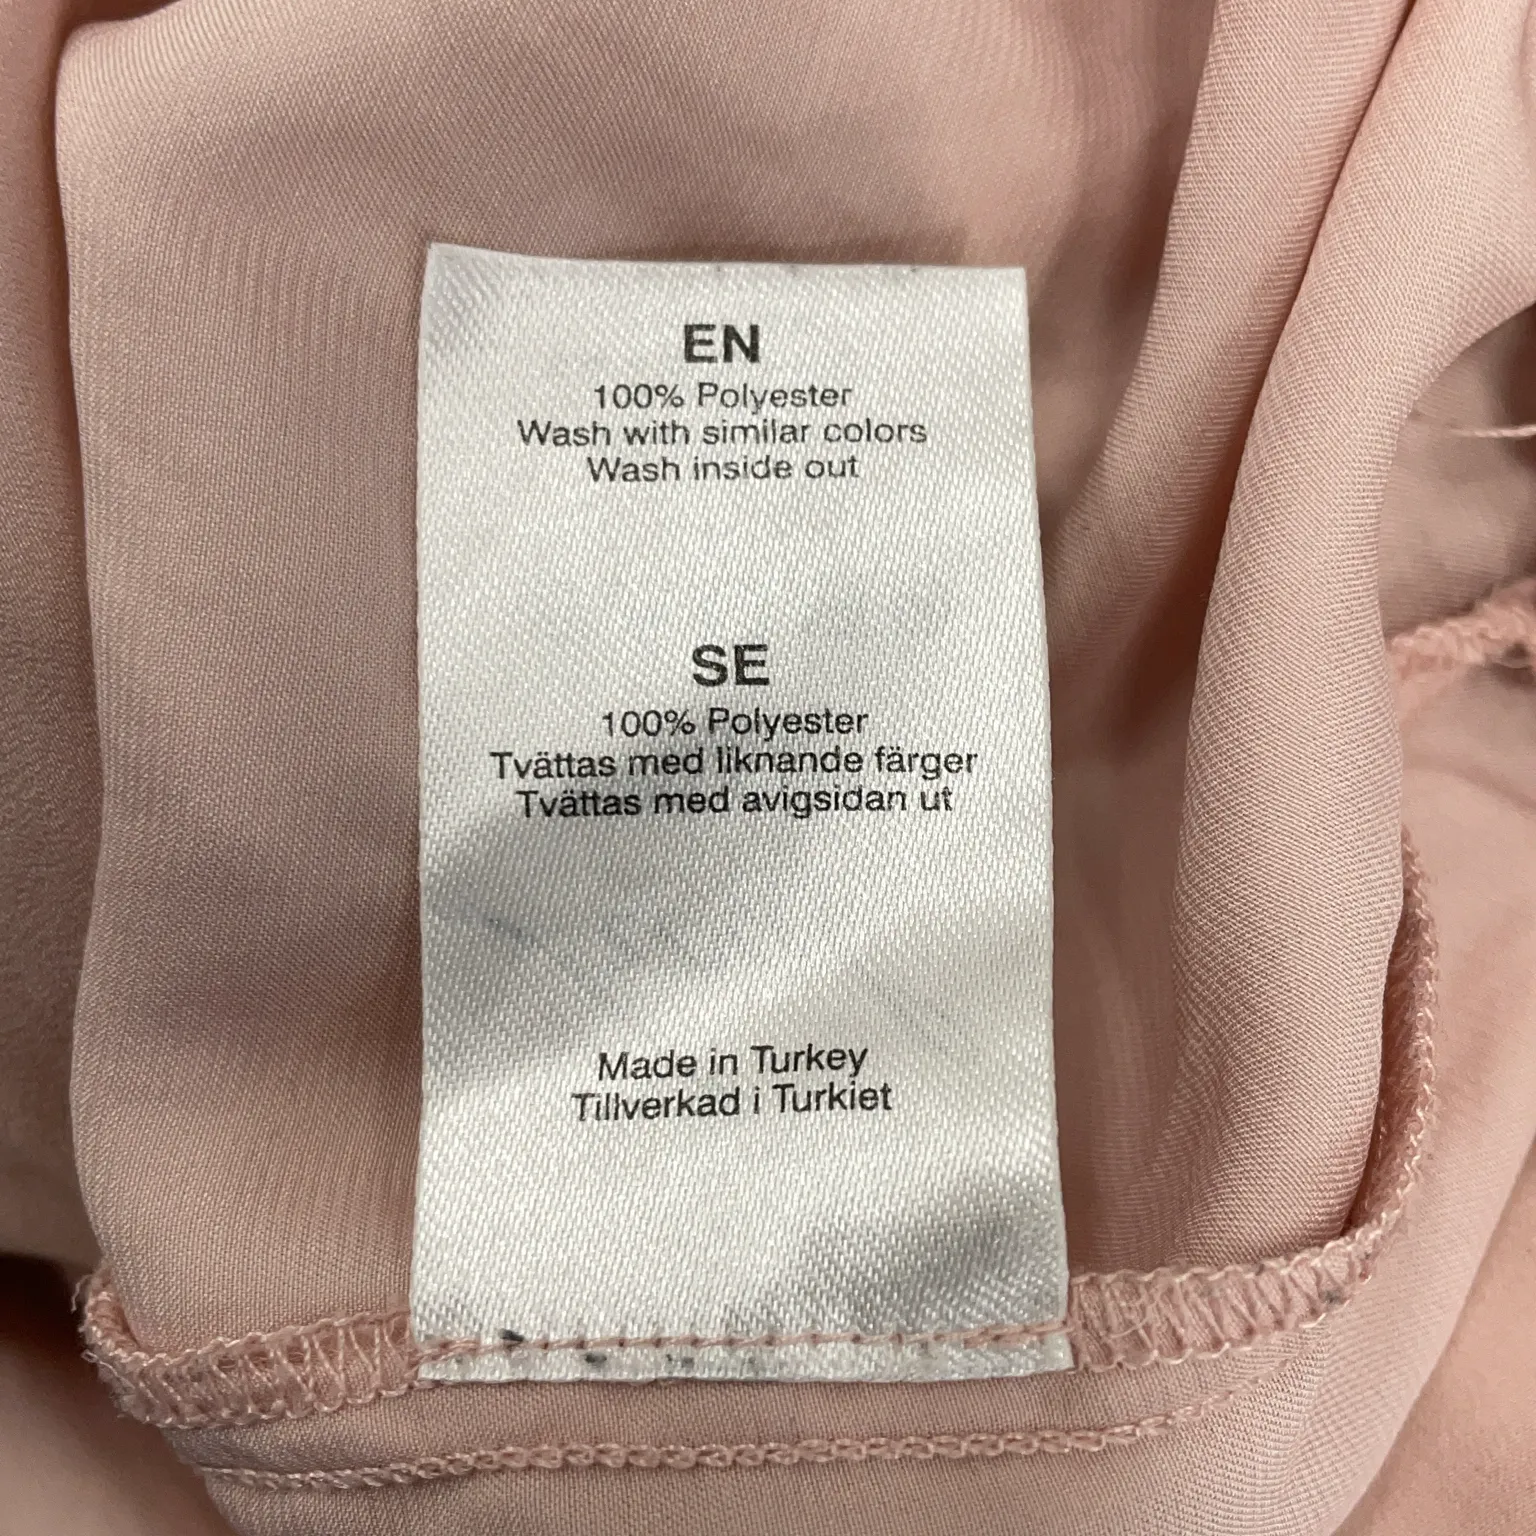 EN
100% Polyester
Wash with similar colors
Wash inside out
SE
100% Polyester
Tvättas med liknande färger
Tvättas med avigsidan ut
Made in Turkey
Tillverkad i Turkiet